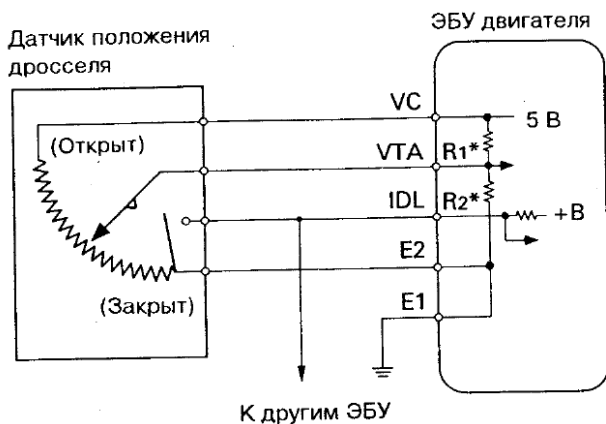 ЭБУ двигателя
Датчик положения
дросселя
VC
5 В
(Открыт)
VTA
R1*
IDL
R2*
+В
E2
(Закрыт)
E1
К другим ЭБУ